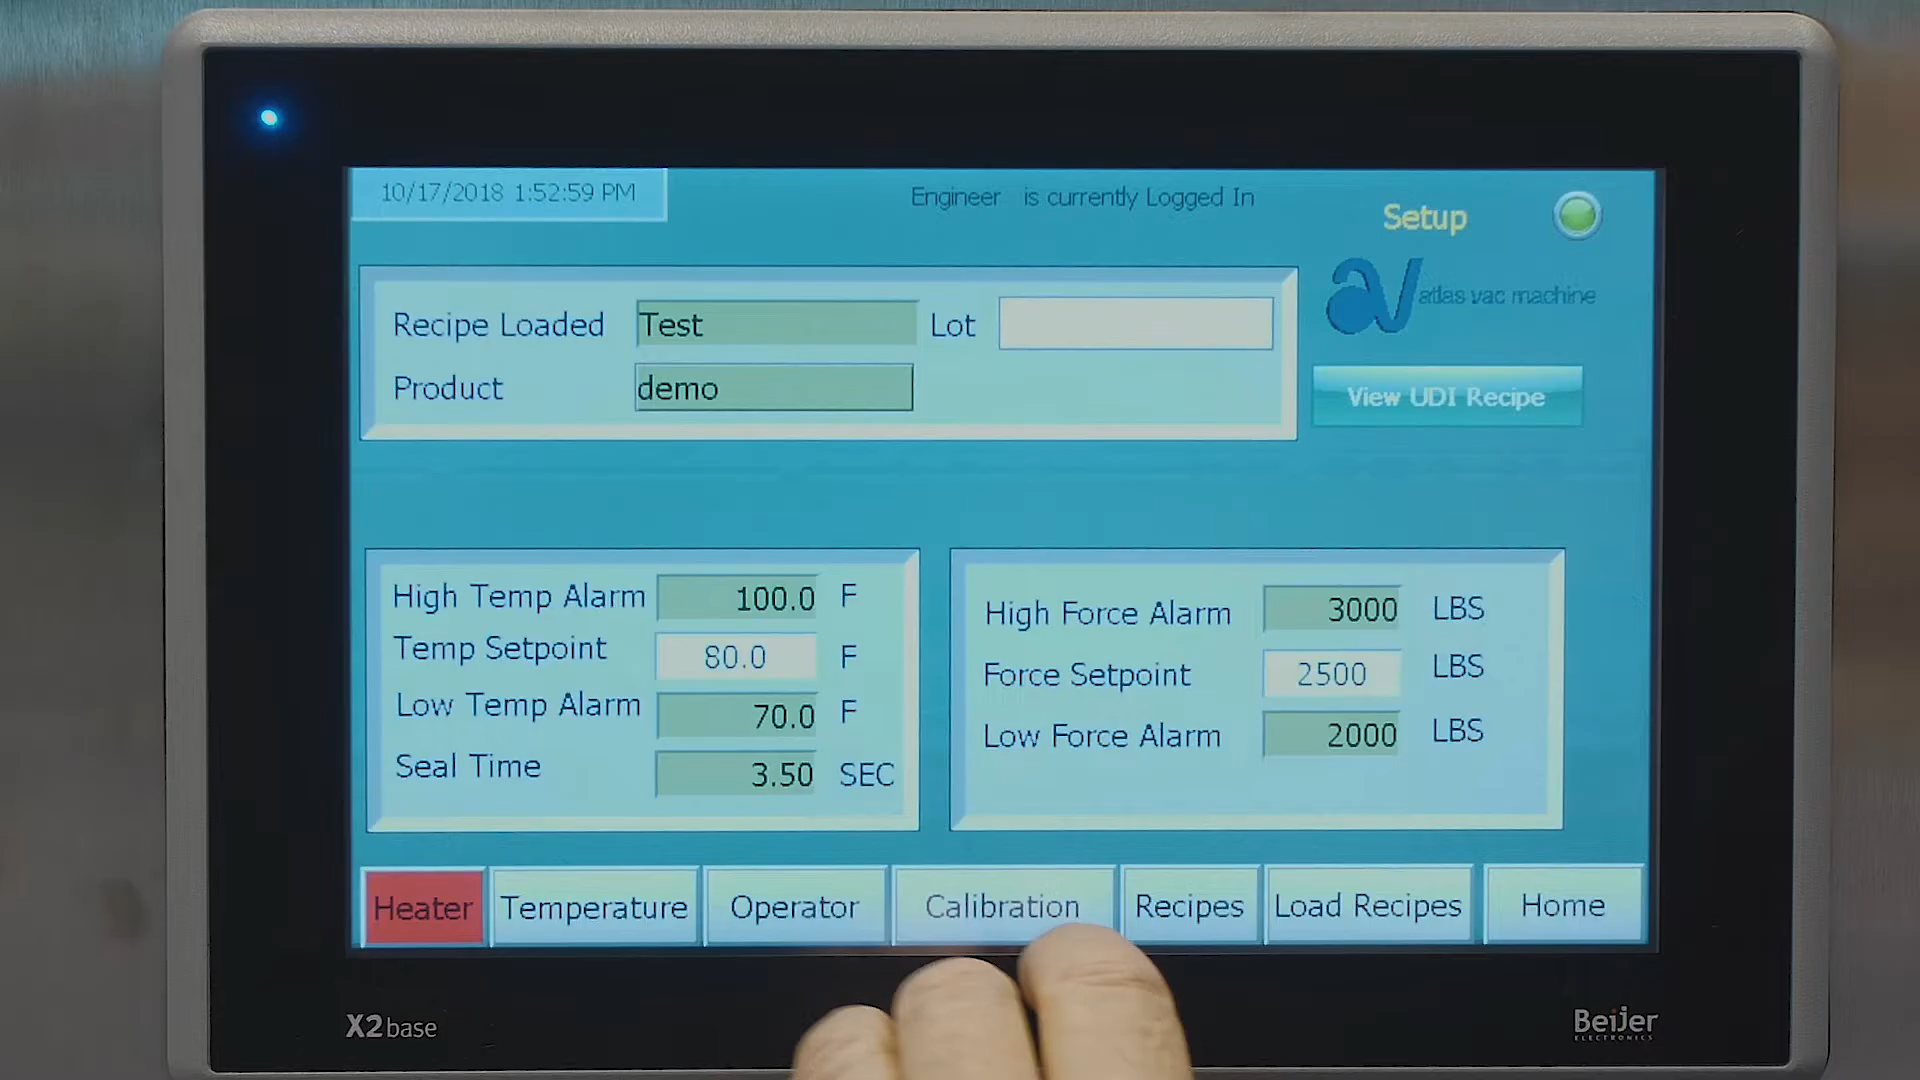 10/17/2018 1:52:59 PM
Engineer is currently Logged In
Setup
atlas vac machine
Recipe Loaded Test Lot
Product demo
View UDI Recipe
High Temp Alarm 100.0 F
Temp Setpoint 80.0 F
Low Temp Alarm 70.0 F
Seal Time 3.50 SEC
High Force Alarm 3000 LBS
Force Setpoint 2500 LBS
Low Force Alarm 2000 LBS
Heater Temperature Operator Calibration Recipes Load Recipes Home
X2 base
Beijer
ELECTRONICS